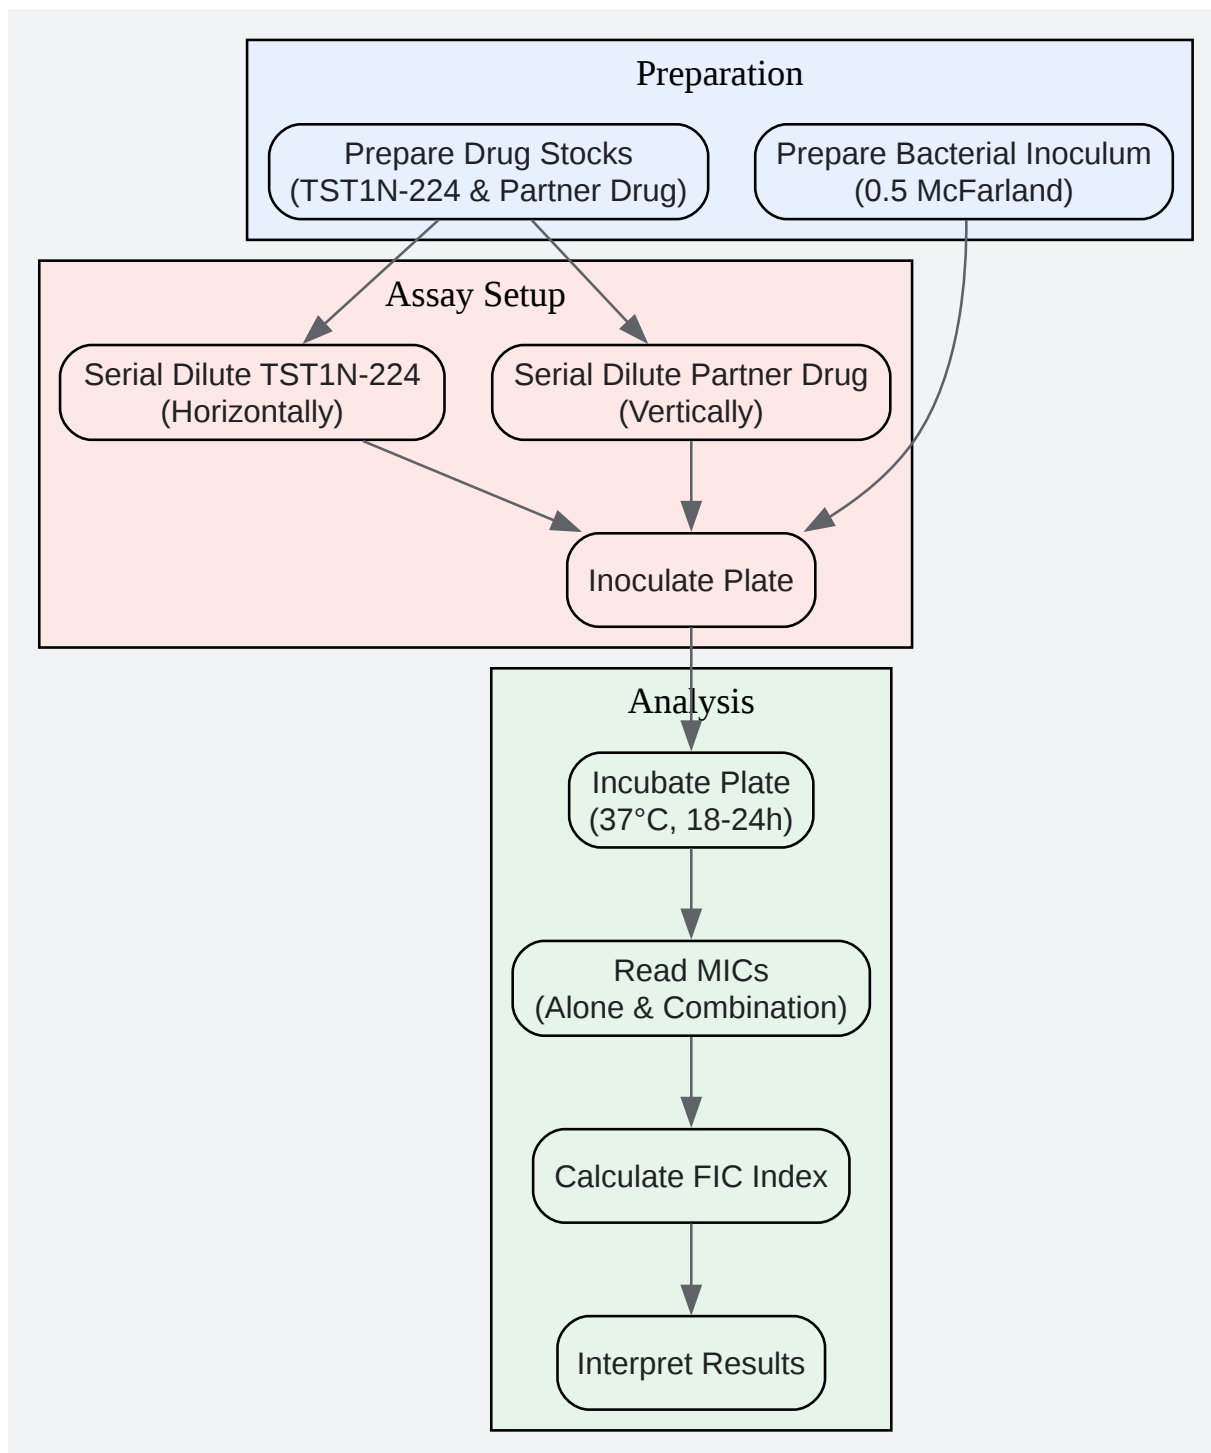 Preparation
Prepare Drug Stocks
(TST1N-224 & Partner Drug)
Prepare Bacterial Inoculum
(0.5 McFarland)
Assay Setup
Serial Dilute TST1N-224
(Horizontally)
Serial Dilute Partner Drug
(Vertically)
Inoculate Plate
Analysis
Incubate Plate
(37°C, 18-24h)
Read MICs
(Alone & Combination)
Calculate FIC Index
Interpret Results